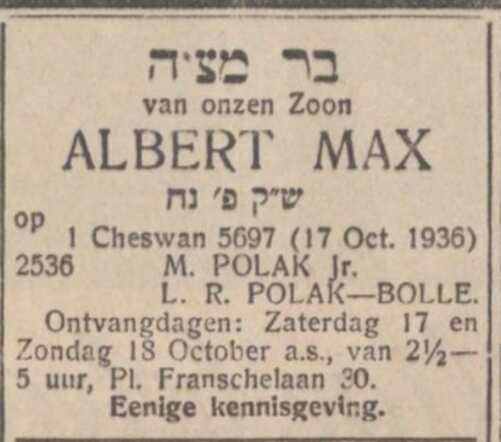 בר מצ׳ה
van onzen Zoon
ALBERT MAX
ש״ק פ׳ נח
op
1 Cheswan 5697 (17 Oct. 1936)
2536 M. POLAK Jr.
L. R. POLAK—BOLLE.
Ontvangdagen: Zaterdag 17 en
Zondag 18 October a.s., van 2½—
5 uur, Pl. Franschelaan 30.
Eenige kennisgeving.